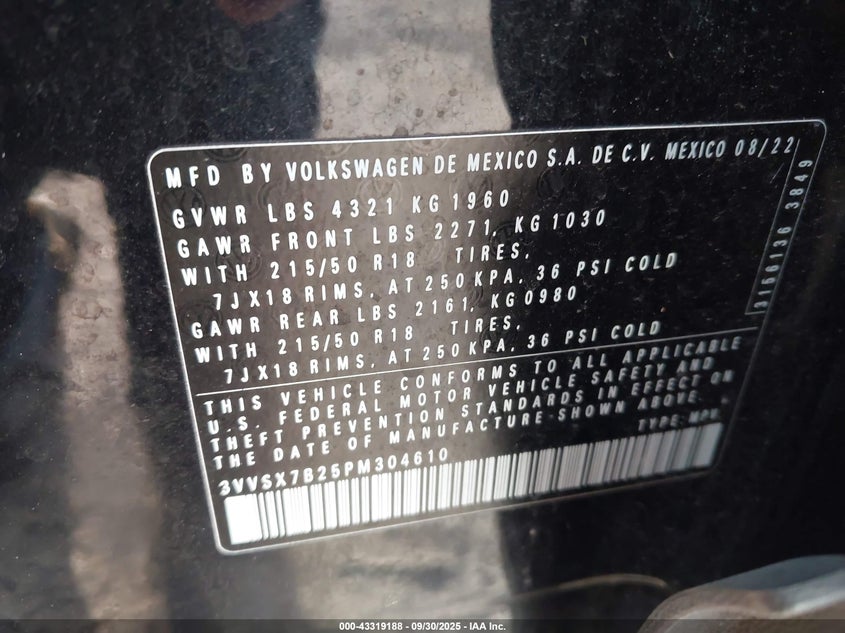 MFD BY VOLKSWAGEN DE MEXICO S.A. DE C.V. MEXICO 08/22
GVWR LBS 4321 KG 1960
GAWR FRONT LBS 2271, KG 1030
WITH 215/50 R18 TIRES,
7JX18 RIMS, AT 250 KPA, 36 PSI COLD
GAWR REAR LBS 2161, KG 0980
WITH 215/50 R18 TIRES,
7JX18 RIMS, AT 250 KPA, 36 PSI COLD
THIS VEHICLE CONFORMS TO ALL APPLICABLE
U.S. FEDERAL MOTOR VEHICLE SAFETY AND
THEFT PREVENTION STANDARDS IN EFFECT ON
THE DATE OF MANUFACTURE SHOWN ABOVE.
TYPE: MPV
3VVSX7B25PM304610
3166136 3849
000-43319188 - 09/30/2025 - IAA Inc.